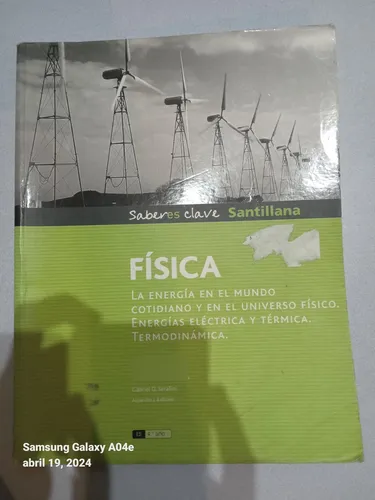 Saberes clave Santillana
FÍSICA
LA ENERGÍA EN EL MUNDO
COTIDIANO Y EN EL UNIVERSO FÍSICO.
ENERGÍAS ELÉCTRICA Y TÉRMICA.
TERMODINÁMICA.
Samsung Galaxy A04e
abril 19, 2024